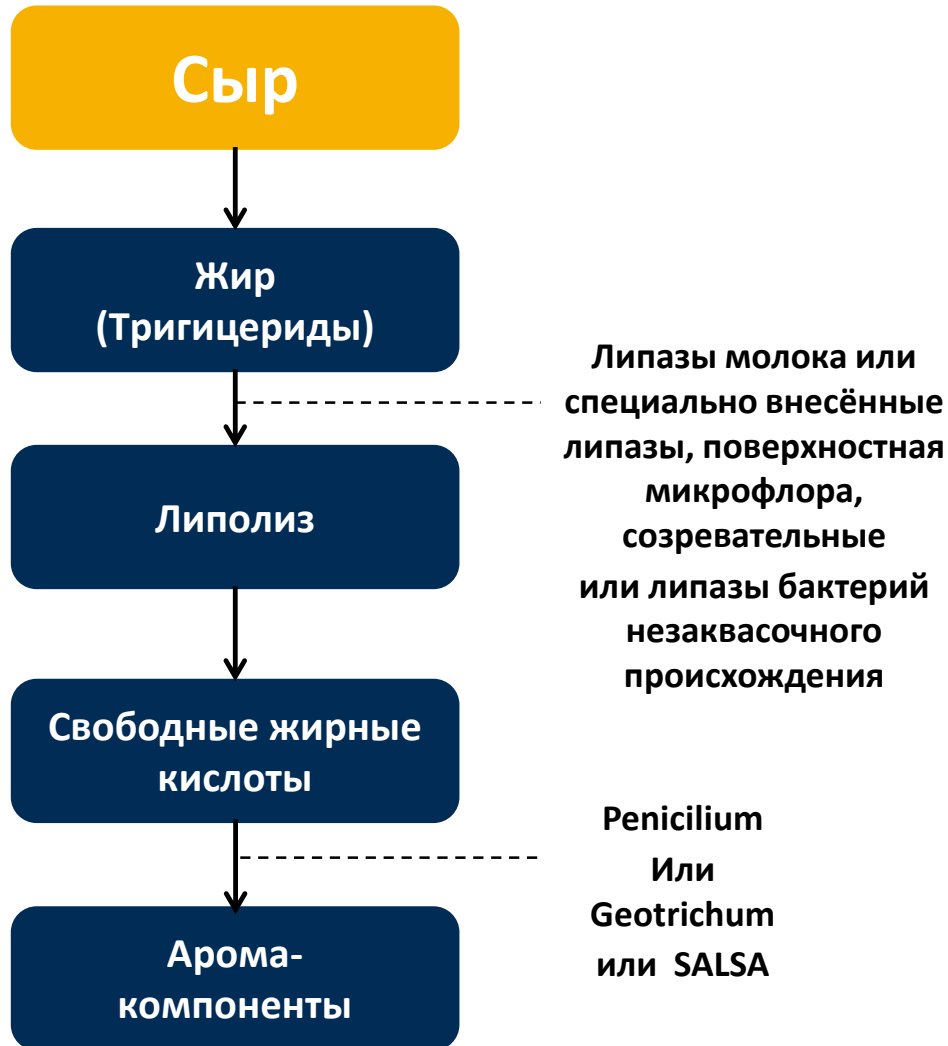 Сыр
Жир
(Тригицериды)
Липазы молока или
специально внесённые
липазы, поверхностная
микрофлора,
созревательные
или липазы бактерий
незаквасочного
происхождения
Липолиз
Свободные жирные
кислоты
Penicilium
Или
Geotrichum
или SALSA
Арома-
компоненты